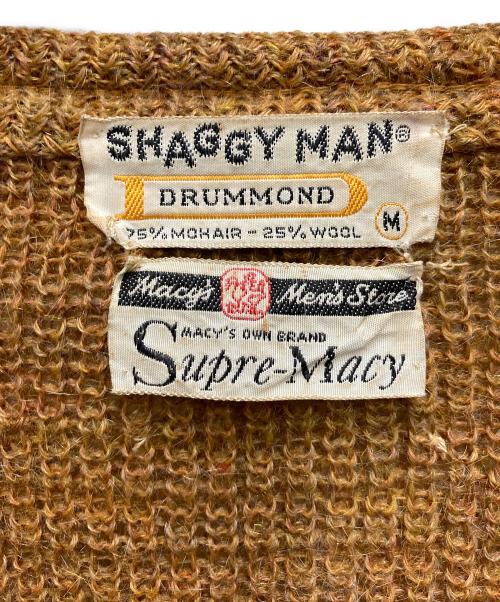 SHAGGY MAN®
DRUMMOND
75% MOHAIR - 25% WOOL
M
Macy's Men's Store
MACY'S OWN BRAND
Supre-Macy